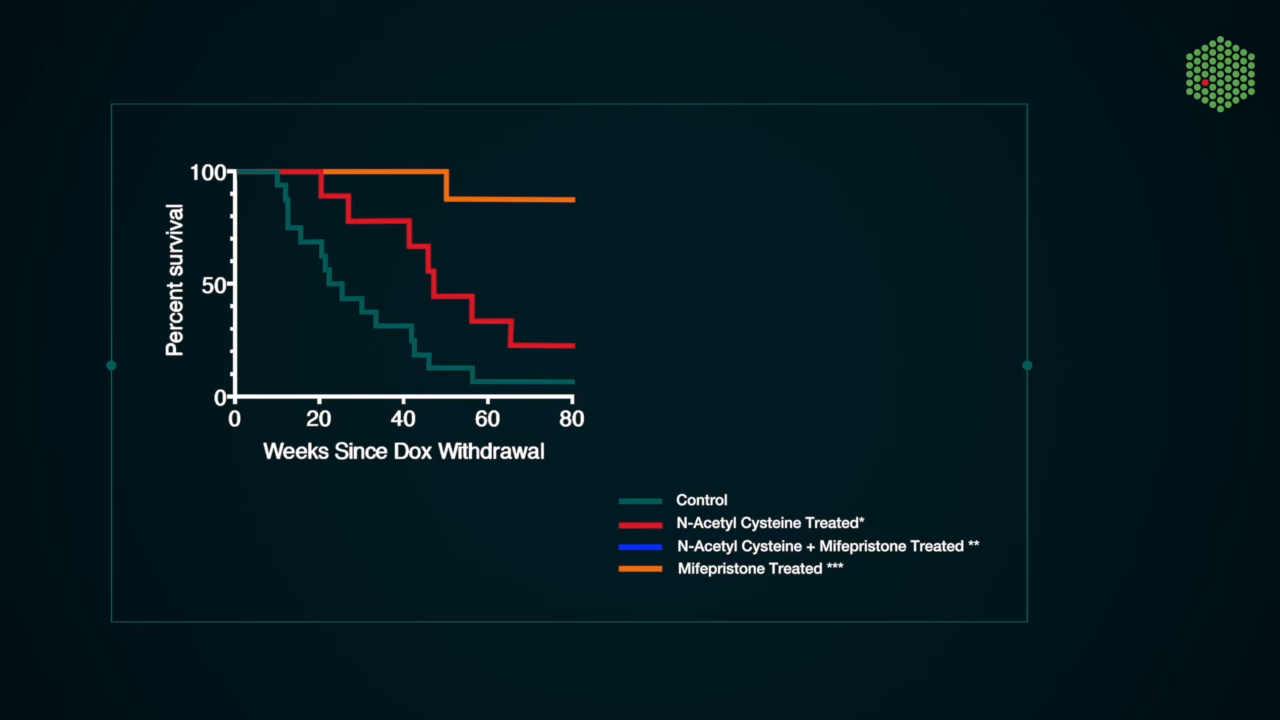 100
50
0
Percent survival
0 20 40 60 80
Weeks Since Dox Withdrawal
Control
N-Acetyl Cysteine Treated*
N-Acetyl Cysteine + Mifepristone Treated **
Mifepristone Treated ***